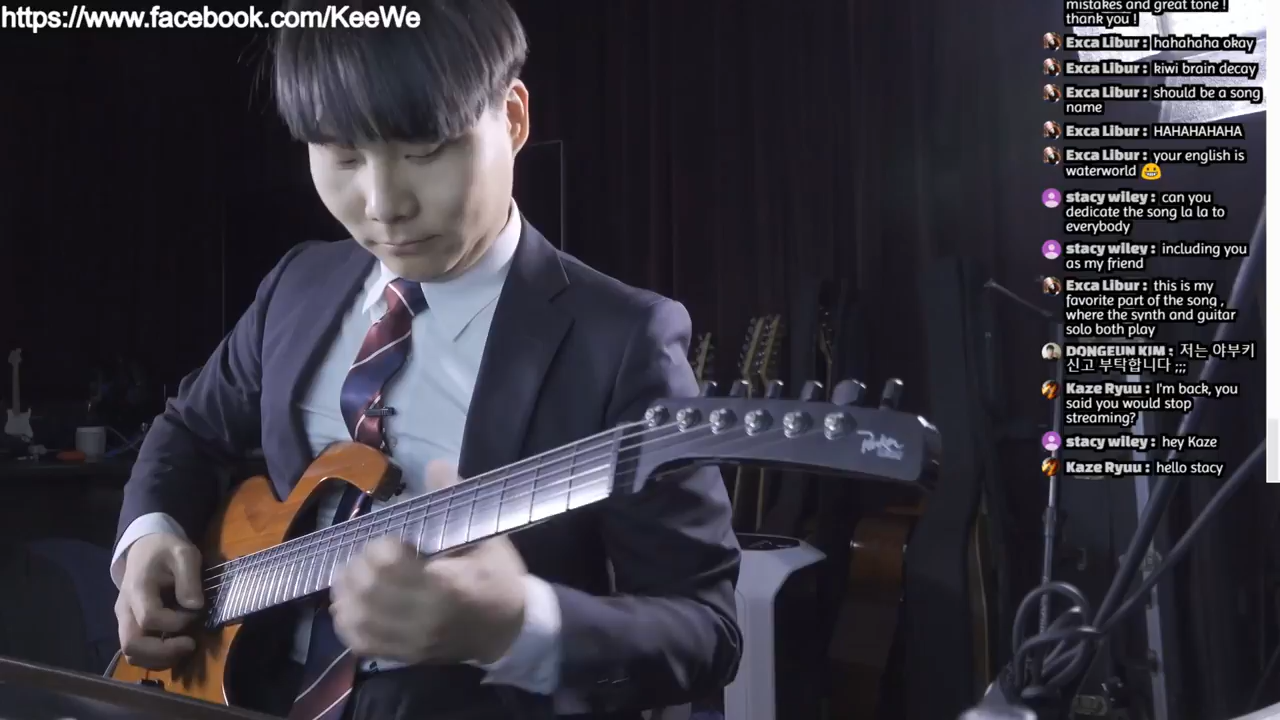 https://www.facebook.com/KeeWe
mistakes and great tone !
thank you !
Exca Libur : hahahaha okay
Exca Libur : kiwi brain decay
Exca Libur : should be a song
name
Exca Libur : HAHAHAHAHA
Exca Libur : your english is
waterworld 😬
stacy wiley : can you
dedicate the song la la to
everybody
stacy wiley : including you
as my friend
Exca Libur : this is my
favorite part of the song ,
where the synth and guitar
solo both play
DONGEUN KIM : 저는 야부키
신고 부탁합니다 ;;;
Kaze Ryuu : I'm back, you
said you would stop
streaming?
stacy wiley : hey Kaze
Kaze Ryuu : hello stacy